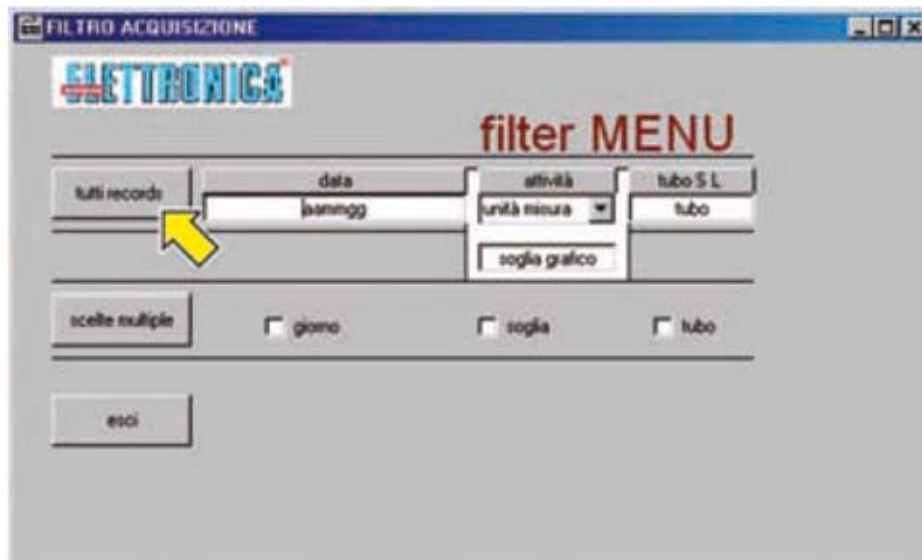 FILTRO ACQUISIZIONE
ELETTRONICA
filter MENU
tutti records data attività tubo S L
aammgg unità misura tubo
soglia grafico
scelte multiple giorno soglia tubo
esci